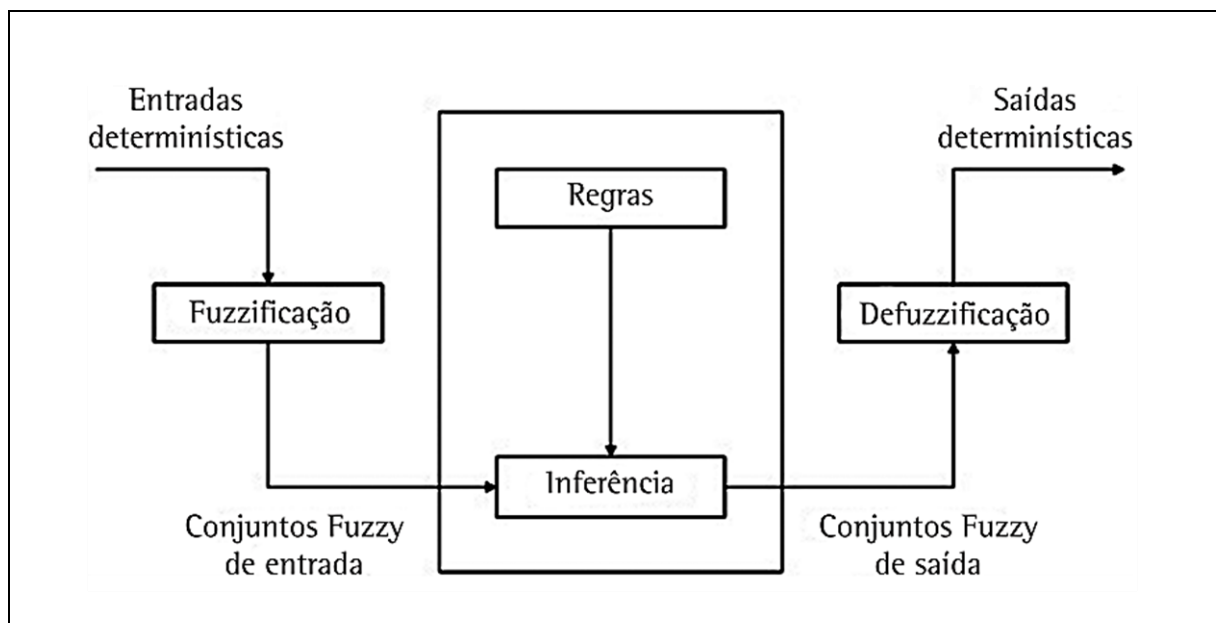 Entradas
determinísticas
Saídas
determinísticas
Regras
Fuzzificação
Defuzzificação
Inferência
Conjuntos Fuzzy
de entrada
Conjuntos Fuzzy
de saída